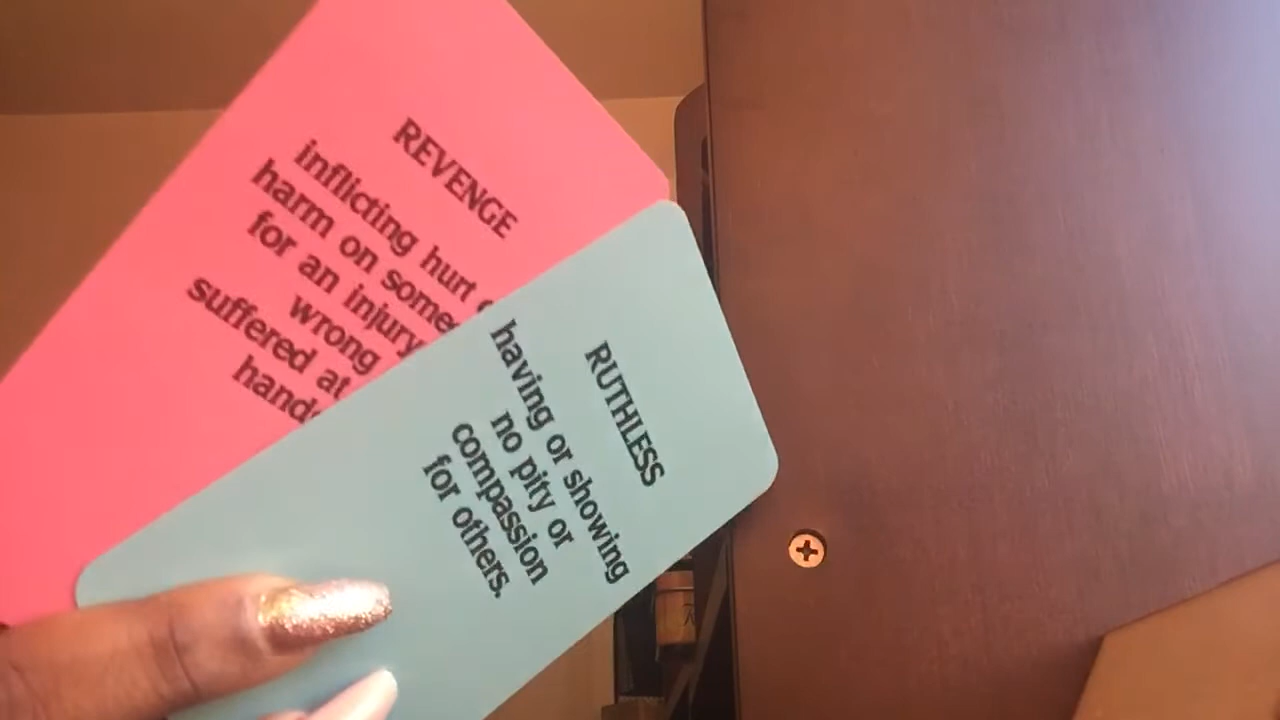 REVENGE
inflicting hurt
harm on some
for an injury
wrong
suffered at
hand
RUTHLESS
having or showing
no pity or
compassion
for others.